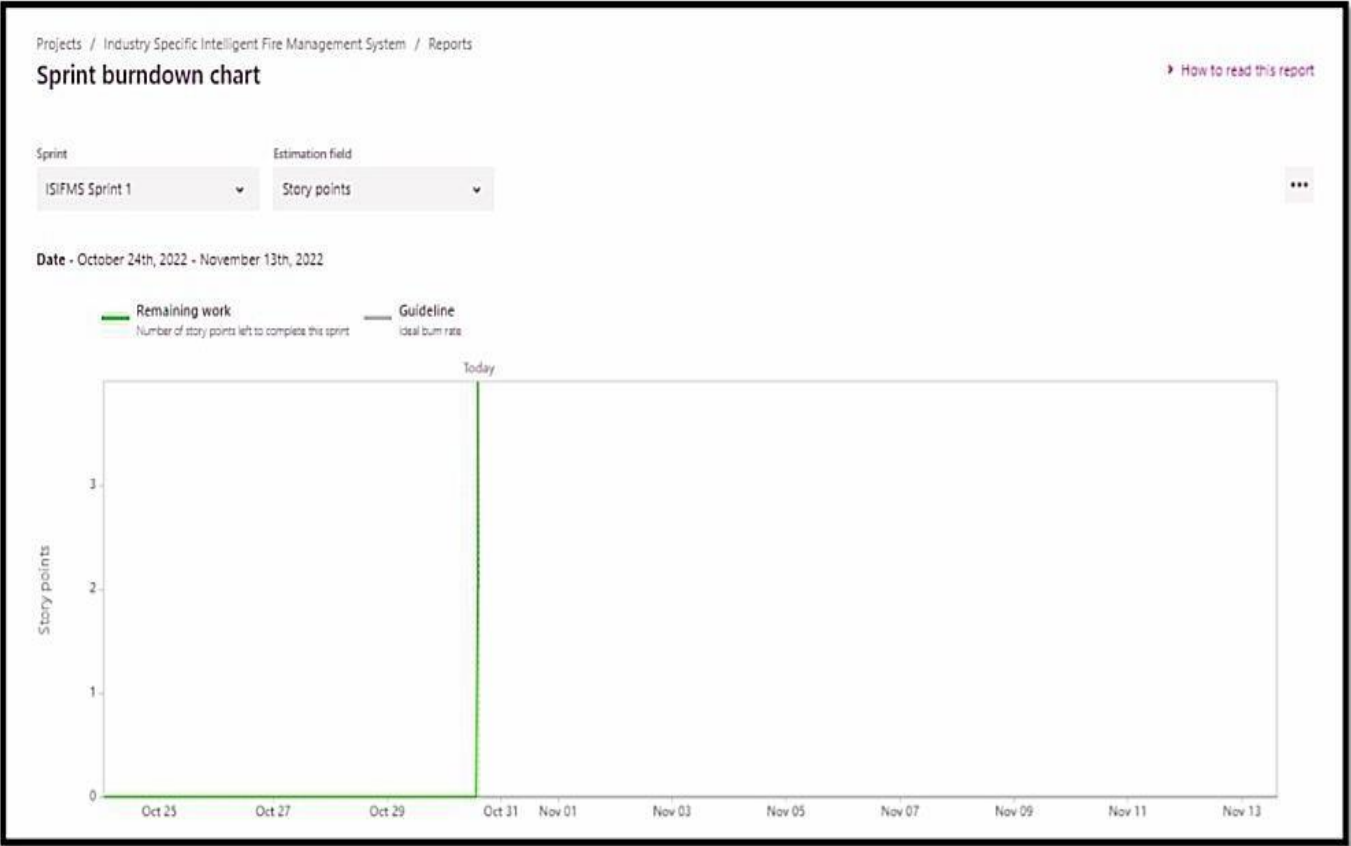 Projects / Industry Specific Intelligent Fire Management System / Reports
Sprint burndown chart
How to read this report
Sprint
Estimation field
ISIFMS Sprint 1
Story points
Date - October 24th, 2022 - November 13th, 2022
Remaining work
Guideline
Number of story points left to complete this sprint
Ideal burn rate
Today
3
2
1
0
Story points
Oct 25 Oct 27 Oct 29 Oct 31 Nov 01 Nov 03 Nov 05 Nov 07 Nov 09 Nov 11 Nov 13